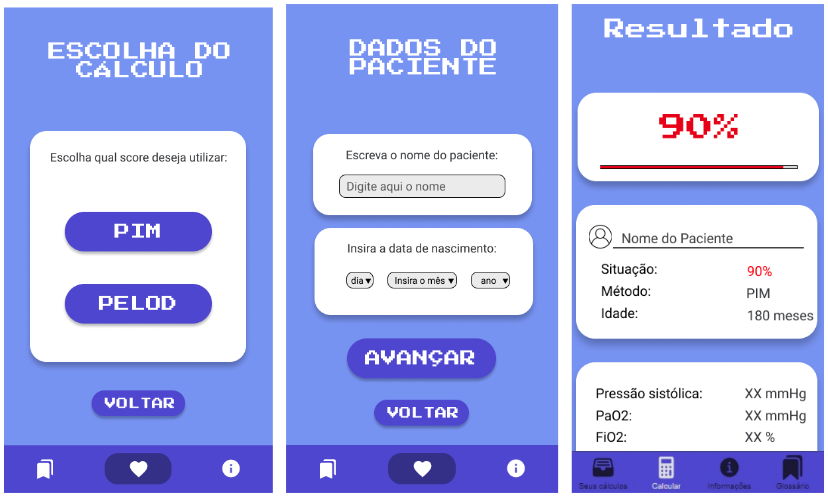 ESCOLHA DO
CÁLCULO
Escolha qual score deseja utilizar:
PIM
PELOD
VOLTAR
DADOS DO
PACIENTE
Escreva o nome do paciente:
Digite aqui o nome
Insira a data de nascimento:
dia
Insira o mês
ano
AVANÇAR
VOLTAR
Resultado
90%
Nome do Paciente
Situação: 90%
Método: PIM
Idade: 180 meses
Pressão sistólica: XX mmHg
PaO2: XX mmHg
FiO2: XX %
Seus cálculos
Calcular
Informações
Glossário